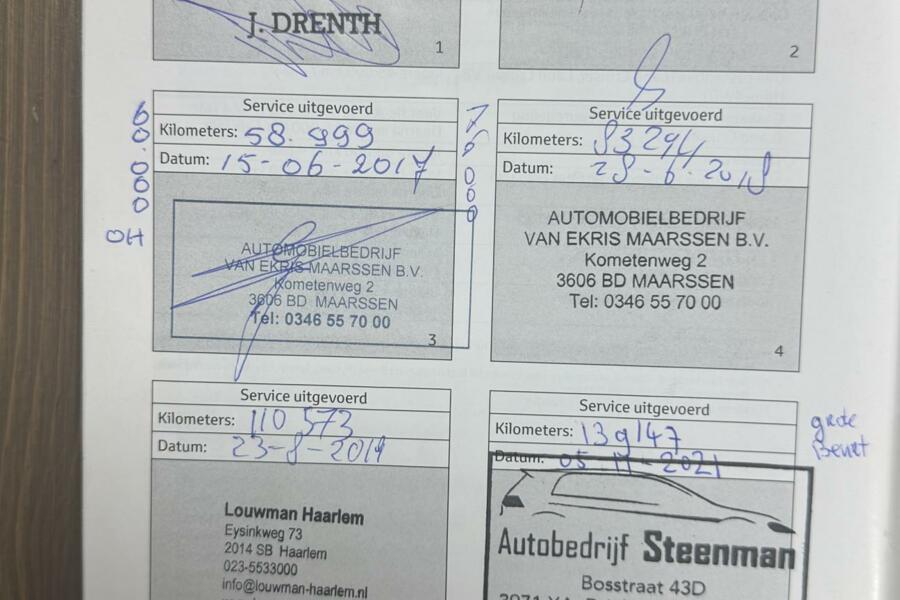 J. DRENTH
1
2
Service uitgevoerd
Kilometers: 58.999
Datum: 15-06-2017
60.000
OH
75000
AUTOMOBIELBEDRIJF
VAN EKRIS MAARSSEN B.V.
Kometenweg 2
3606 BD MAARSSEN
Tel: 0346 55 70 00
3
Service uitgevoerd
Kilometers: 83294
Datum: 28-6-2018
AUTOMOBIELBEDRIJF
VAN EKRIS MAARSSEN B.V.
Kometenweg 2
3606 BD MAARSSEN
Tel: 0346 55 70 00
4
Service uitgevoerd
Kilometers: 110573
Datum: 23-8-2019
Louwman Haarlem
Eysinkweg 73
2014 SB Haarlem
023-5533000
info@louwman-haarlem.nl
Service uitgevoerd
Kilometers: 139147
Datum: 05-11-2021
grote
Beurt
Autobedrijf Steenman
Bosstraat 43D